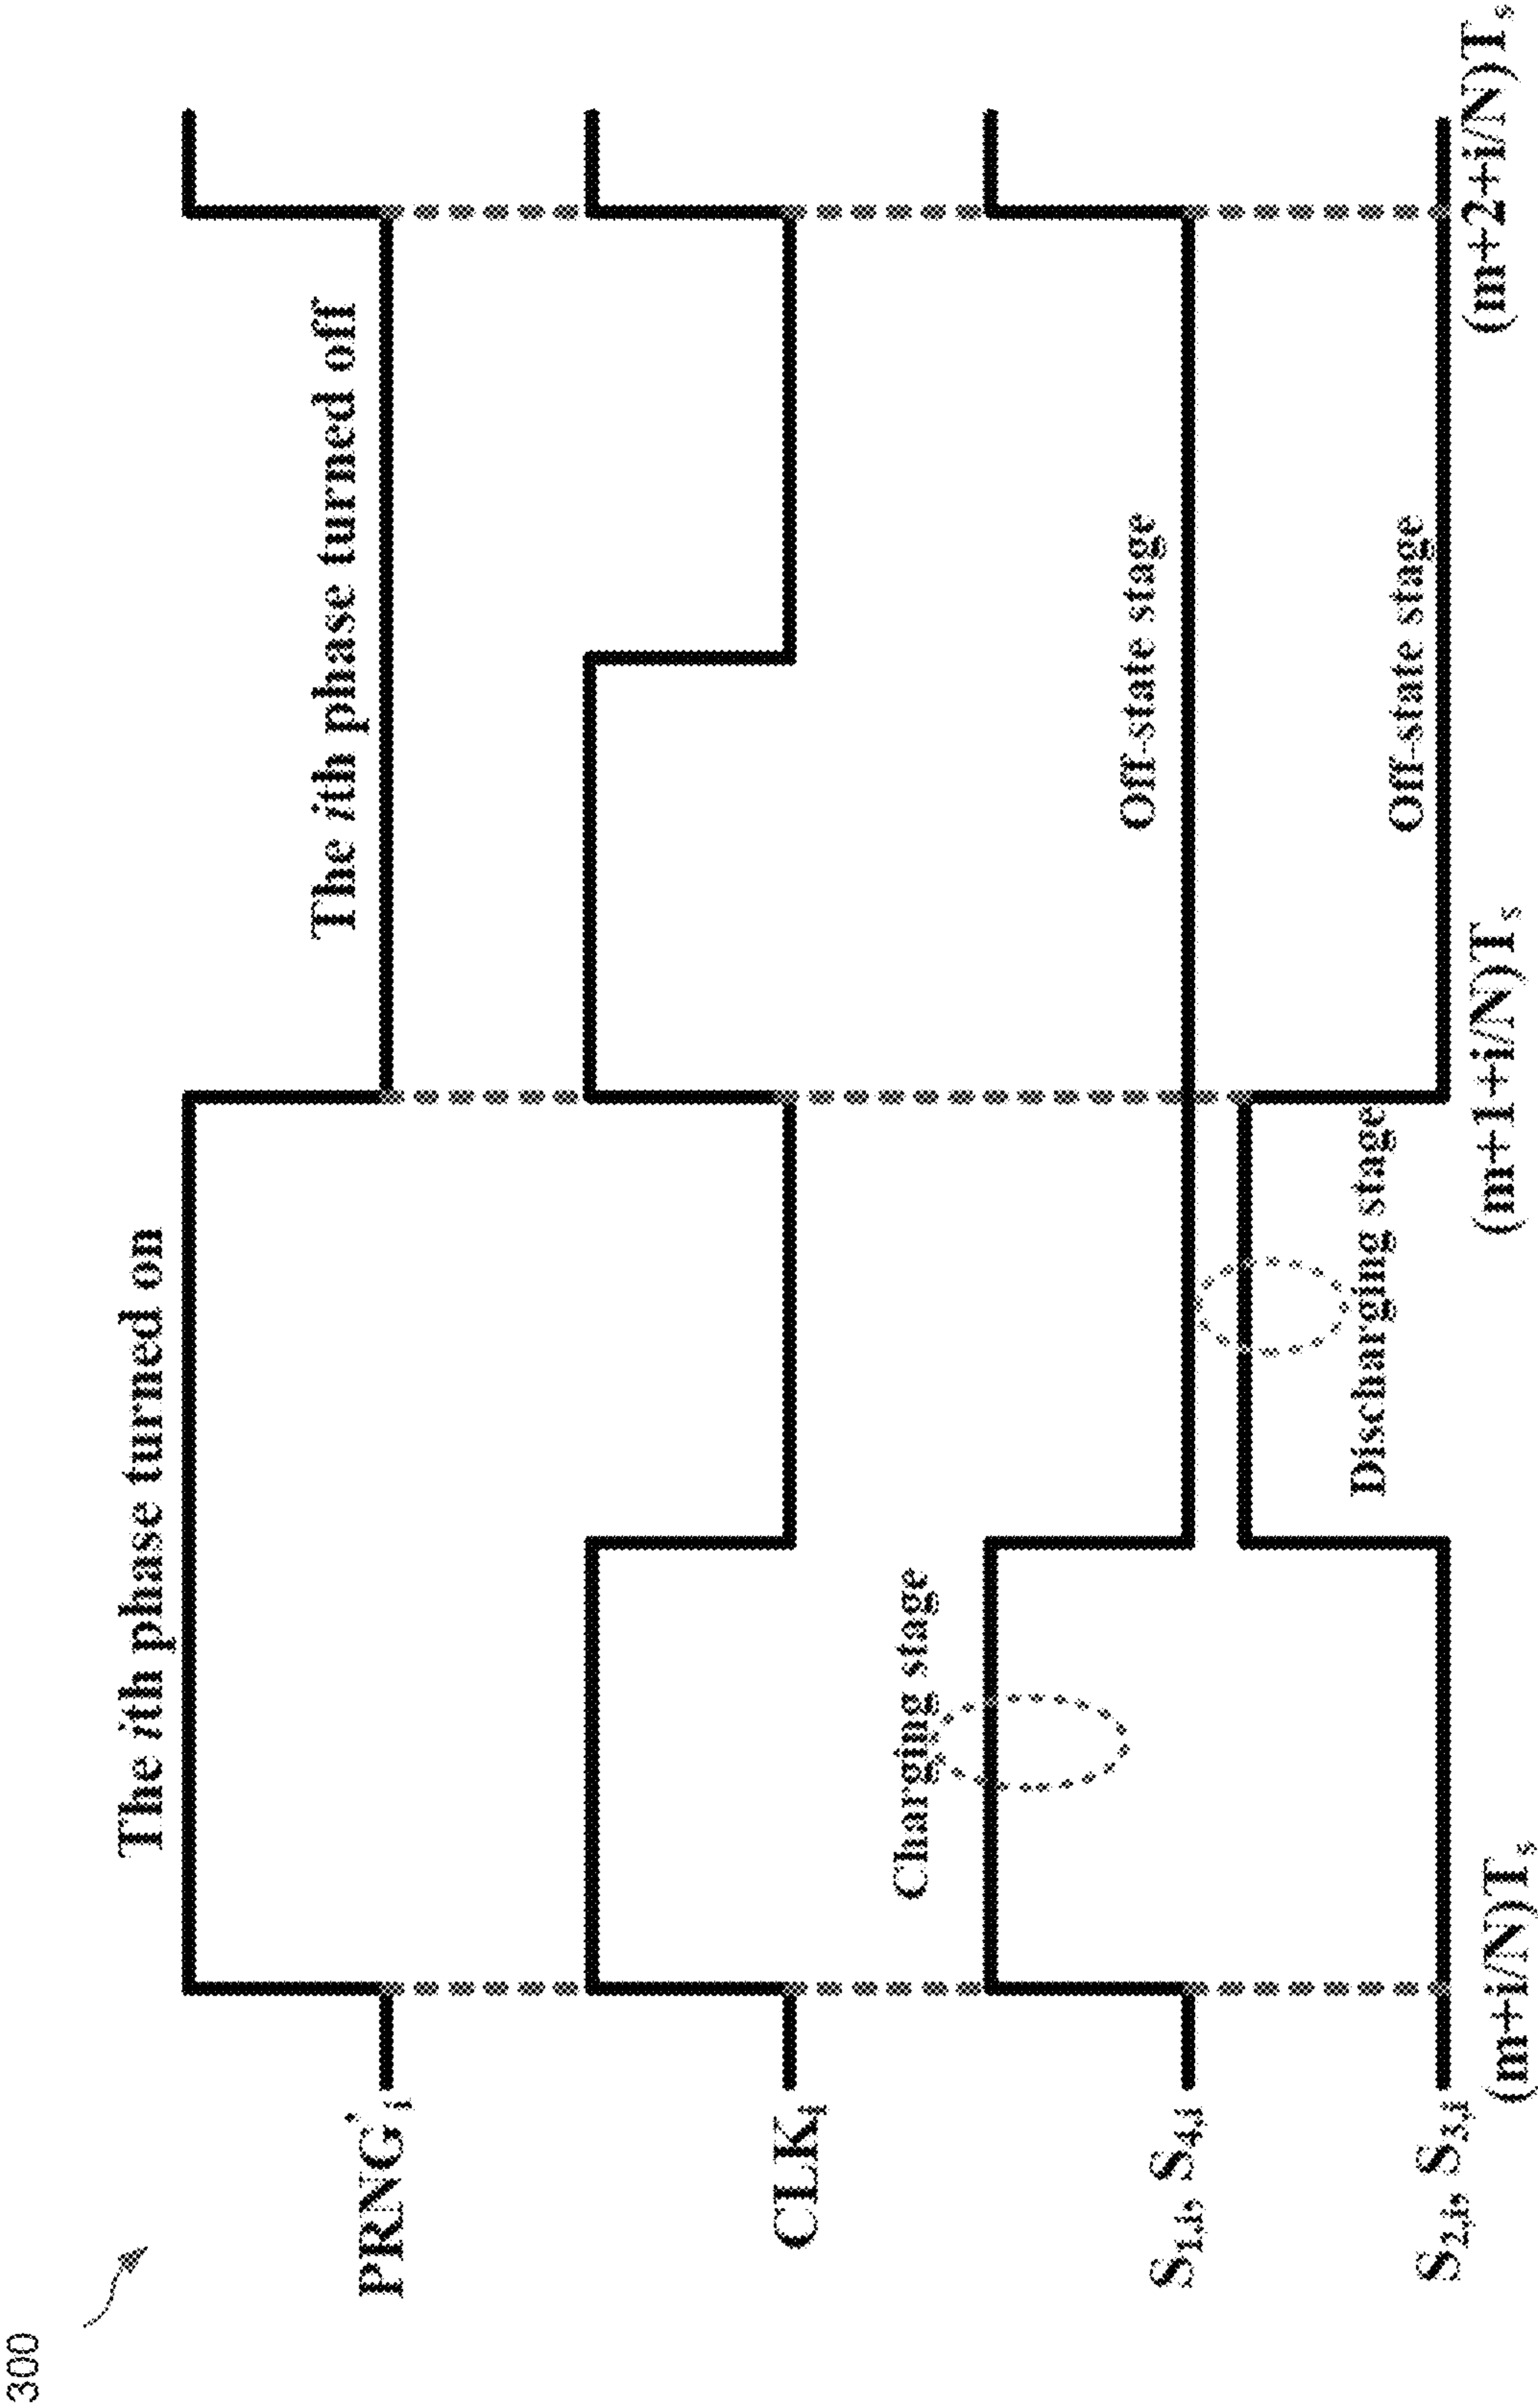 300
The ith phase turned on
The ith phase turned off
PRNG'i
CLKi
Charging stage
Off-state stage
S1,i, S4,i
Discharging stage
Off-state stage
S2,i, S3,i
(m+i/N)Ts
(m+1+i/N)Ts
(m+2+i/N)Ts